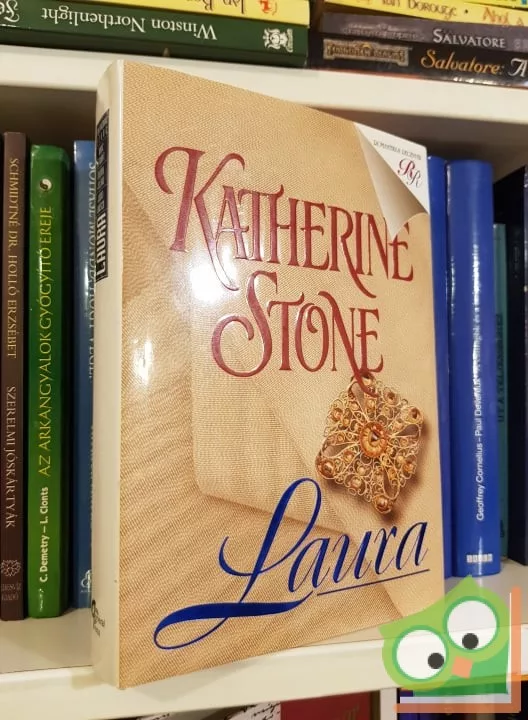 Winston Northenlight
SALVATORE
Salvatore: A
SCHMIDTNÉ DR. HOLLÓ ERZSÉBET
SZERELMI JÓSKÁRTYÁK
C. Demetry – L. Clonts
AZ ARKANGYALOK GYÓGYÍTÓ EREJE
LAURA
RR
KATHERINE
STONE
Laura
Geoffrey Cornelius – Paul Devereux